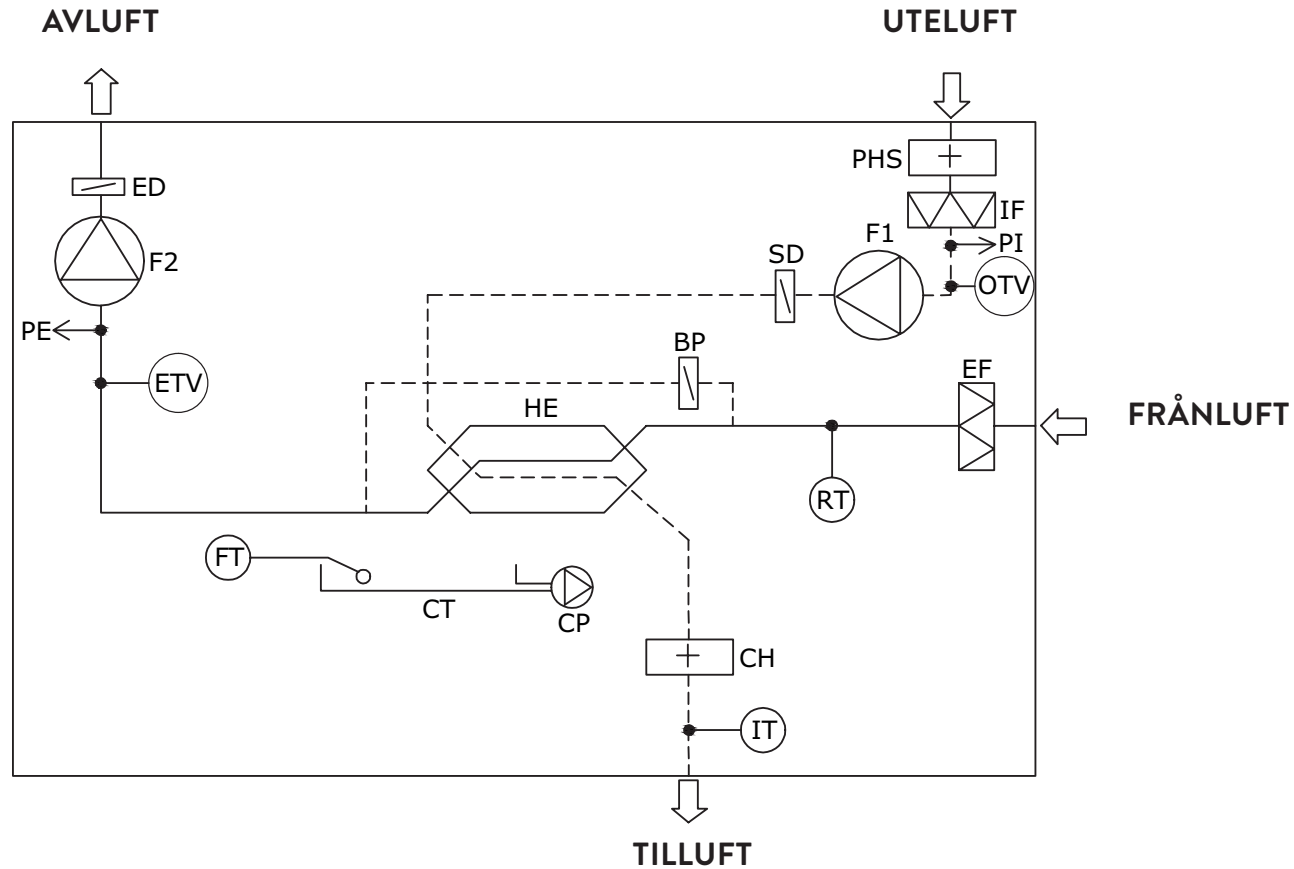 AVLUFT
UTELUFT
PHS
ED
IF
F1
PI
SD
F2
OTV
PE
BP
EF
ETV
HE
FRÅNLUFT
RT
FT
CT
CP
CH
IT
TILLUFT